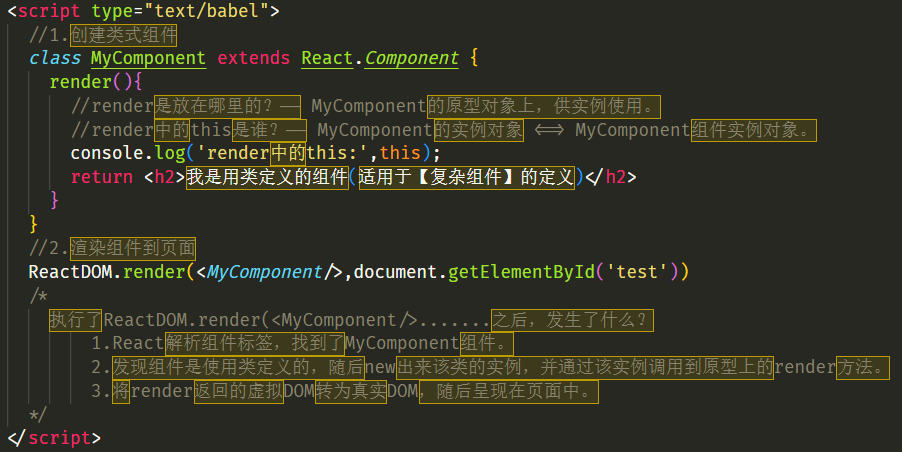 <script type="text/babel">
//1.创建类式组件
class MyComponent extends React.Component {
render(){
//render是放在哪里的？—— MyComponent的原型对象上，供实例使用。
//render中的this是谁？—— MyComponent的实例对象 <=> MyComponent组件实例对象。
console.log('render中的this:',this);
return <h2>我是用类定义的组件(适用于【复杂组件】的定义)</h2>
}
}
//2.渲染组件到页面
ReactDOM.render(<MyComponent/>,document.getElementById('test'))
/*
执行了ReactDOM.render(<MyComponent/>.......之后，发生了什么？
1.React解析组件标签，找到了MyComponent组件。
2.发现组件是使用类定义的，随后new出来该类的实例，并通过该实例调用到原型上的render方法。
3.将render返回的虚拟DOM转为真实DOM，随后呈现在页面中。
*/
</script>